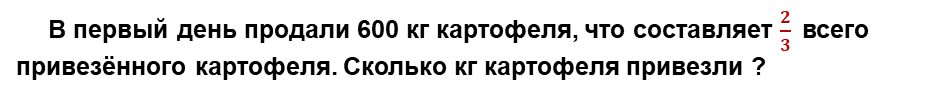 В первый день продали 600 кг картофеля, что составляет 2/3 всего
привезённого картофеля. Сколько кг картофеля привезли ?